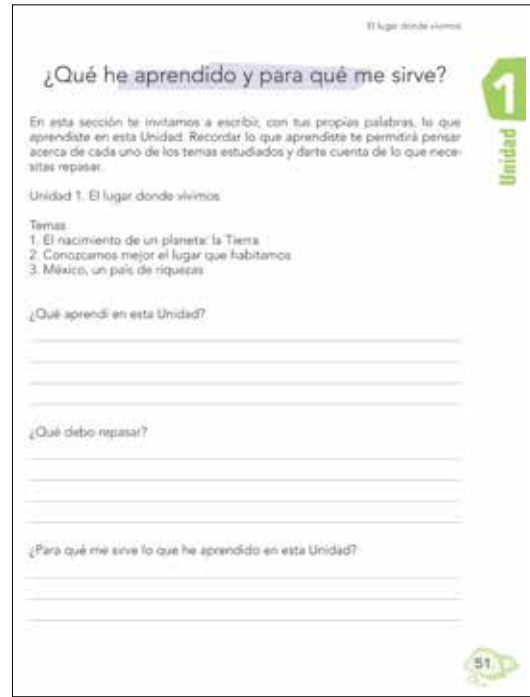 El lugar donde vivimos
¿Qué he aprendido y para qué me sirve?
1
Unidad
En esta sección te invitamos a escribir, con tus propias palabras, lo que
aprendiste en esta Unidad. Recordar lo que aprendiste te permitirá pensar
acerca de cada uno de los temas estudiados y darte cuenta de lo que nece-
sitas repasar.
Unidad 1. El lugar donde vivimos
Temas
1. El nacimiento de un planeta: la Tierra
2. Conozcamos mejor el lugar que habitamos
3. México, un país de riquezas
¿Qué aprendí en esta Unidad?
¿Qué debo repasar?
¿Para qué me sirve lo que he aprendido en esta Unidad?
51